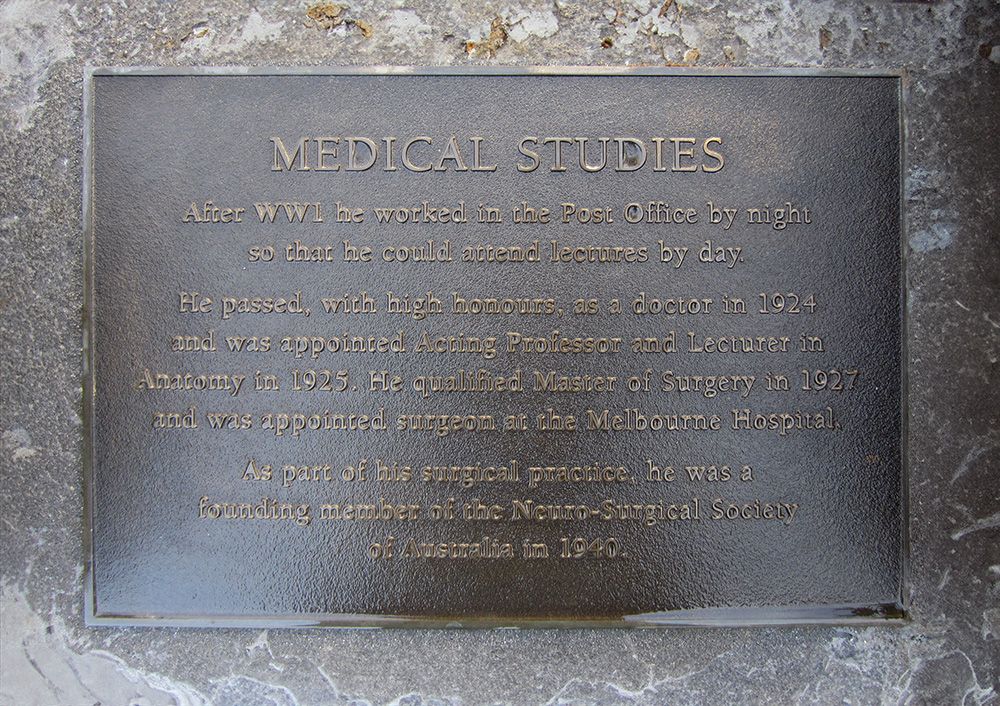 MEDICAL STUDIES
After WW1 he worked in the Post Office by night
so that he could attend lectures by day.
He passed, with high honours, as a doctor in 1924
and was appointed Acting Professor and Lecturer in
Anatomy in 1925. He qualified Master of Surgery in 1927
and was appointed surgeon at the Melbourne Hospital.
As part of his surgical practice, he was a
founding member of the Neuro-Surgical Society
of Australia in 1940.